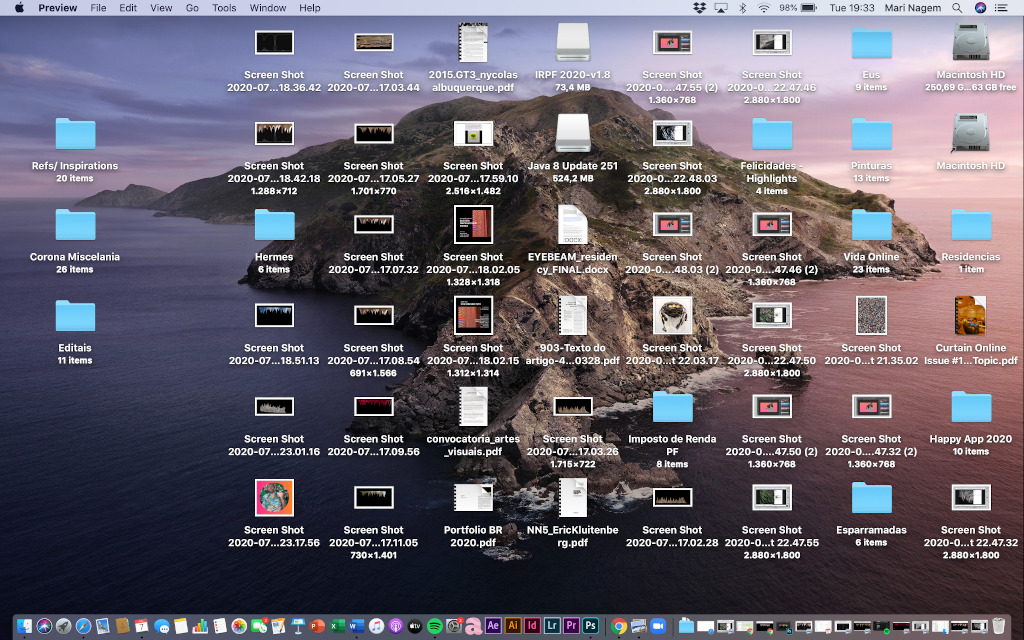 Preview File Edit View Go Tools Window Help 98% Tue 19:33 Mari Nagem
Screen Shot
2020-07...18.36.42
Screen Shot
2020-07...17.03.44
2015.GT3_nycolas
albuquerque.pdf
IRPF 2020-v1.8
73,4 MB
Screen Shot
2020-0....47.55 (2)
1.360×768
Screen Shot
2020-0...22.47.46
2.880×1.800
Eus
9 items
Macintosh HD
250,69 G...63 GB free
Refs/ Inspirations
20 items
Screen Shot
2020-07...18.42.18
1.288×712
Screen Shot
2020-07...17.05.27
1.701×770
Screen Shot
2020-07...17.59.10
2.516×1.482
Java 8 Update 251
524,2 MB
Screen Shot
2020-0...22.48.03
2.880×1.800
Felicidades -
Highlights
4 items
Pinturas
13 items
Macintosh HD
Corona Miscelania
26 items
Hermes
6 items
Screen Shot
2020-07...17.07.32
Screen Shot
2020-07...18.02.05
1.328×1.318
DOCX
EYEBEAM_residen
cy_FINAL.docx
Screen Shot
2020-0....48.03 (2)
Screen Shot
2020-0....47.46 (2)
1.360×768
Vida Online
23 items
Residencias
1 item
Editais
11 items
Screen Shot
2020-07...18.51.13
Screen Shot
2020-07...17.08.54
691×1.566
Screen Shot
2020-07...18.02.15
1.312×1.314
903-Texto do
artigo-4...0328.pdf
Screen Shot
2020-0...t 22.03.17
Screen Shot
2020-0...22.47.50
2.880×1.800
Screen Shot
2020-0...t 21.35.02
Curtain Online
Issue #1...Topic.pdf
Screen Shot
2020-07...23.01.16
Screen Shot
2020-07...17.09.56
convocatoria_artes
_visuais.pdf
Screen Shot
2020-07...17.03.26
1.715×722
Imposto de Renda
PF
8 items
Screen Shot
2020-0....47.50 (2)
1.360×768
Screen Shot
2020-0....47.32 (2)
1.360×768
Happy App 2020
10 items
Screen Shot
2020-07...23.17.56
Screen Shot
2020-07...17.11.05
730×1.401
Portfolio BR
2020.pdf
NN5_EricKluitenbe
rg.pdf
Screen Shot
2020-07...17.02.28
Screen Shot
2020-0...t 22.47.55
2.880×1.800
Esparramadas
6 items
Screen Shot
2020-0...t 22.47.32
2.880×1.800
Ae Ai Id Lr Pr Ps